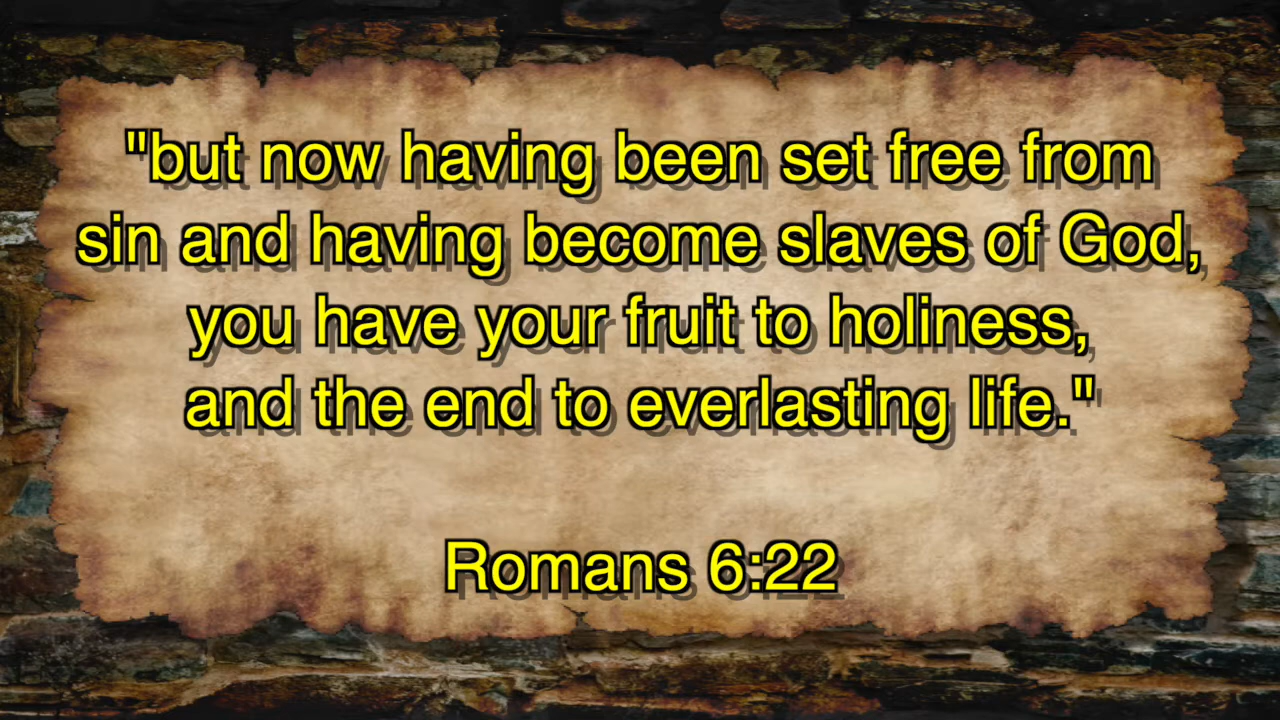 "but now having been set free from
sin and having become slaves of God,
you have your fruit to holiness,
and the end to everlasting life."
Romans 6:22